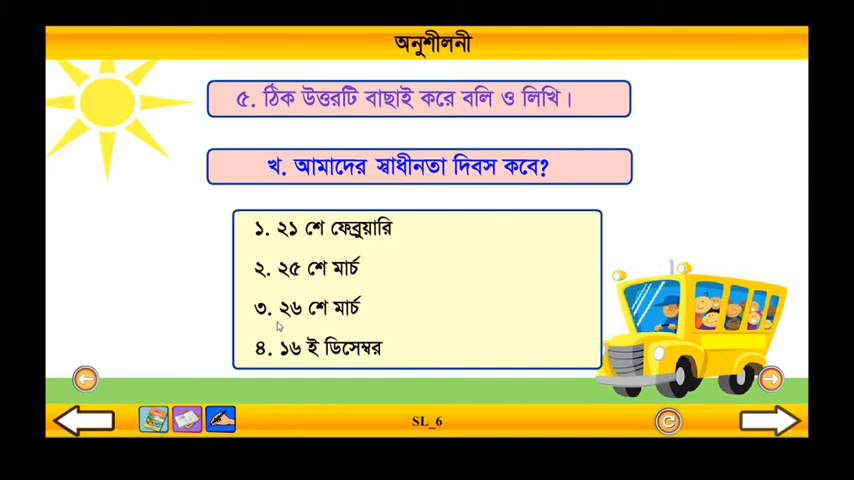 অনুশীলনী
৫. ঠিক উত্তরটি বাছাই করে বলি ও লিখি।
খ. আমাদের স্বাধীনতা দিবস কবে?
১. ২১ শে ফেব্রুয়ারি
২. ২৫ শে মার্চ
৩. ২৬ শে মার্চ
৪. ১৬ ই ডিসেম্বর
SL_6